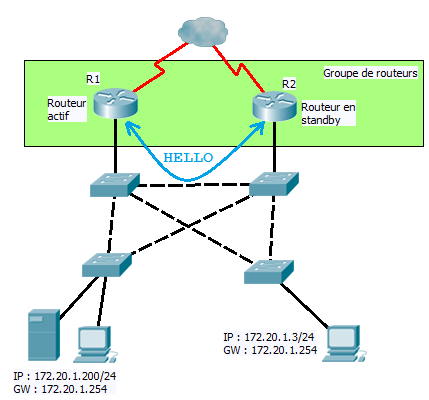 Groupe de routeurs
R1
R2
Routeur
actif
Routeur en
standby
HELLO
IP : 172.20.1.3/24
GW : 172.20.1.254
IP : 172.20.1.200/24
GW : 172.20.1.254